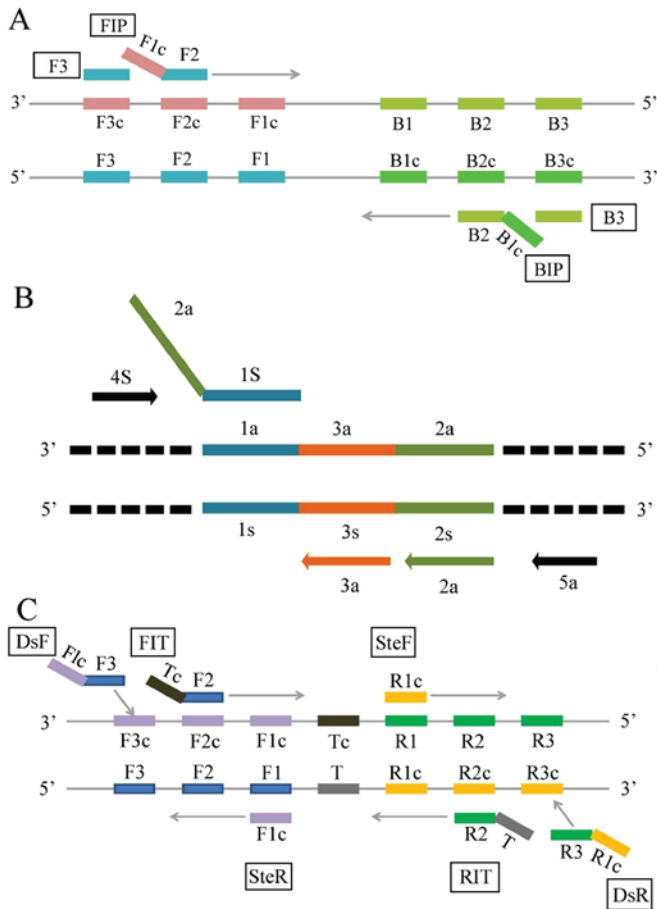 A
FIP
F1c F2
F3
3’ 5’
F3c F2c F1c B1 B2 B3
F3 F2 F1 B1c B2c B3c
5’ 3’
B2 B1c B3
BIP
B
2a
4S 1S
1a 3a 2a
3’ 5’
5’ 3’
1s 3s 2s
3a 2a 5a
C
DsF FIT SteF
Flc F3 Tc F2 R1c
3’ 5’
F3c F2c F1c Tc R1 R2 R3
F3 F2 F1 T R1c R2c R3c
5’ 3’
F1c R2 T R3 R1c
SteR RIT DsR